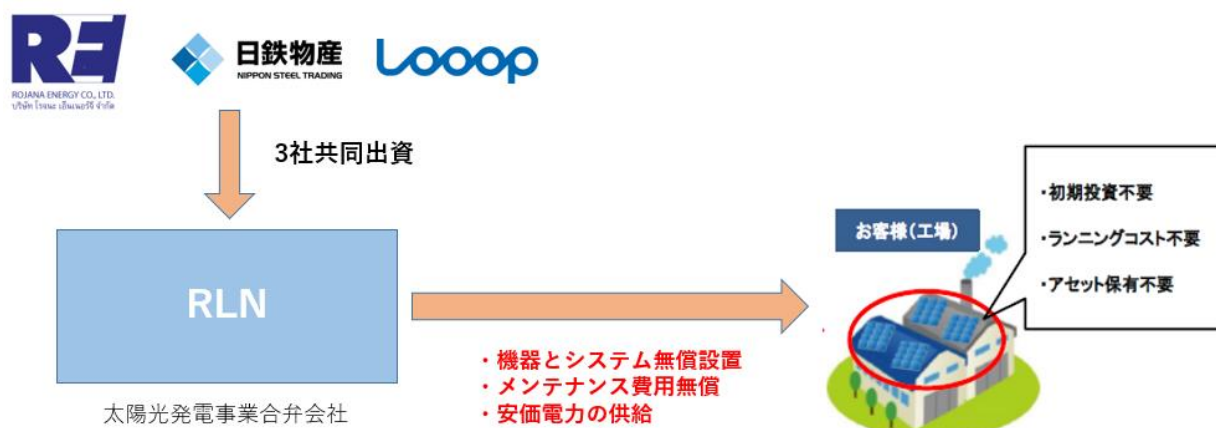 RE
ROJANA ENERGY CO., LTD.
บริษัท โรจนะ เอ็นเนอร์ยี จำกัด
日鉄物産
NIPPON STEEL TRADING
Looop
3社共同出資
RLN
太陽光発電事業合弁会社
・機器とシステム無償設置
・メンテナンス費用無償
・安価電力の供給
お客様(工場)
・初期投資不要
・ランニングコスト不要
・アセット保有不要